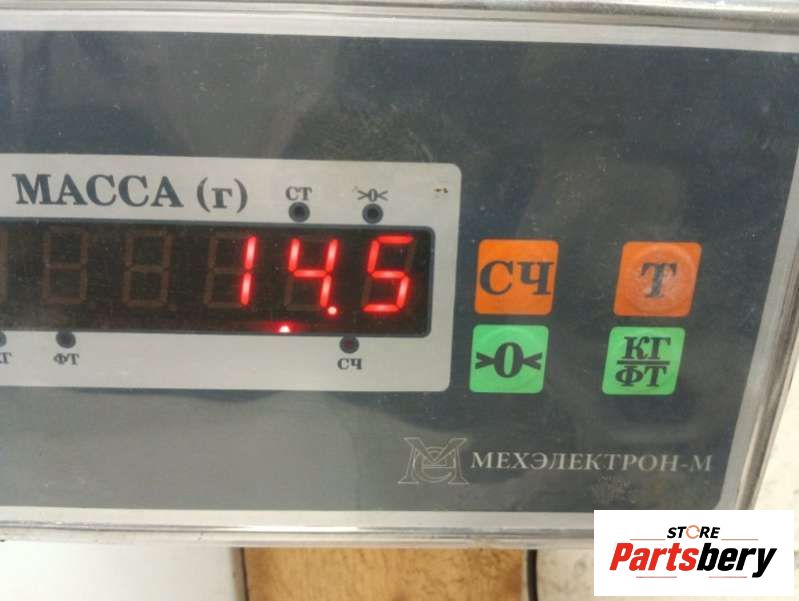 МАССА (г)
СТ >0<
14.5
СЧ Т
ФТ СЧ
>0< КГ
ФТ
МЕХЭЛЕКТРОН-М
STORE
Partsbery